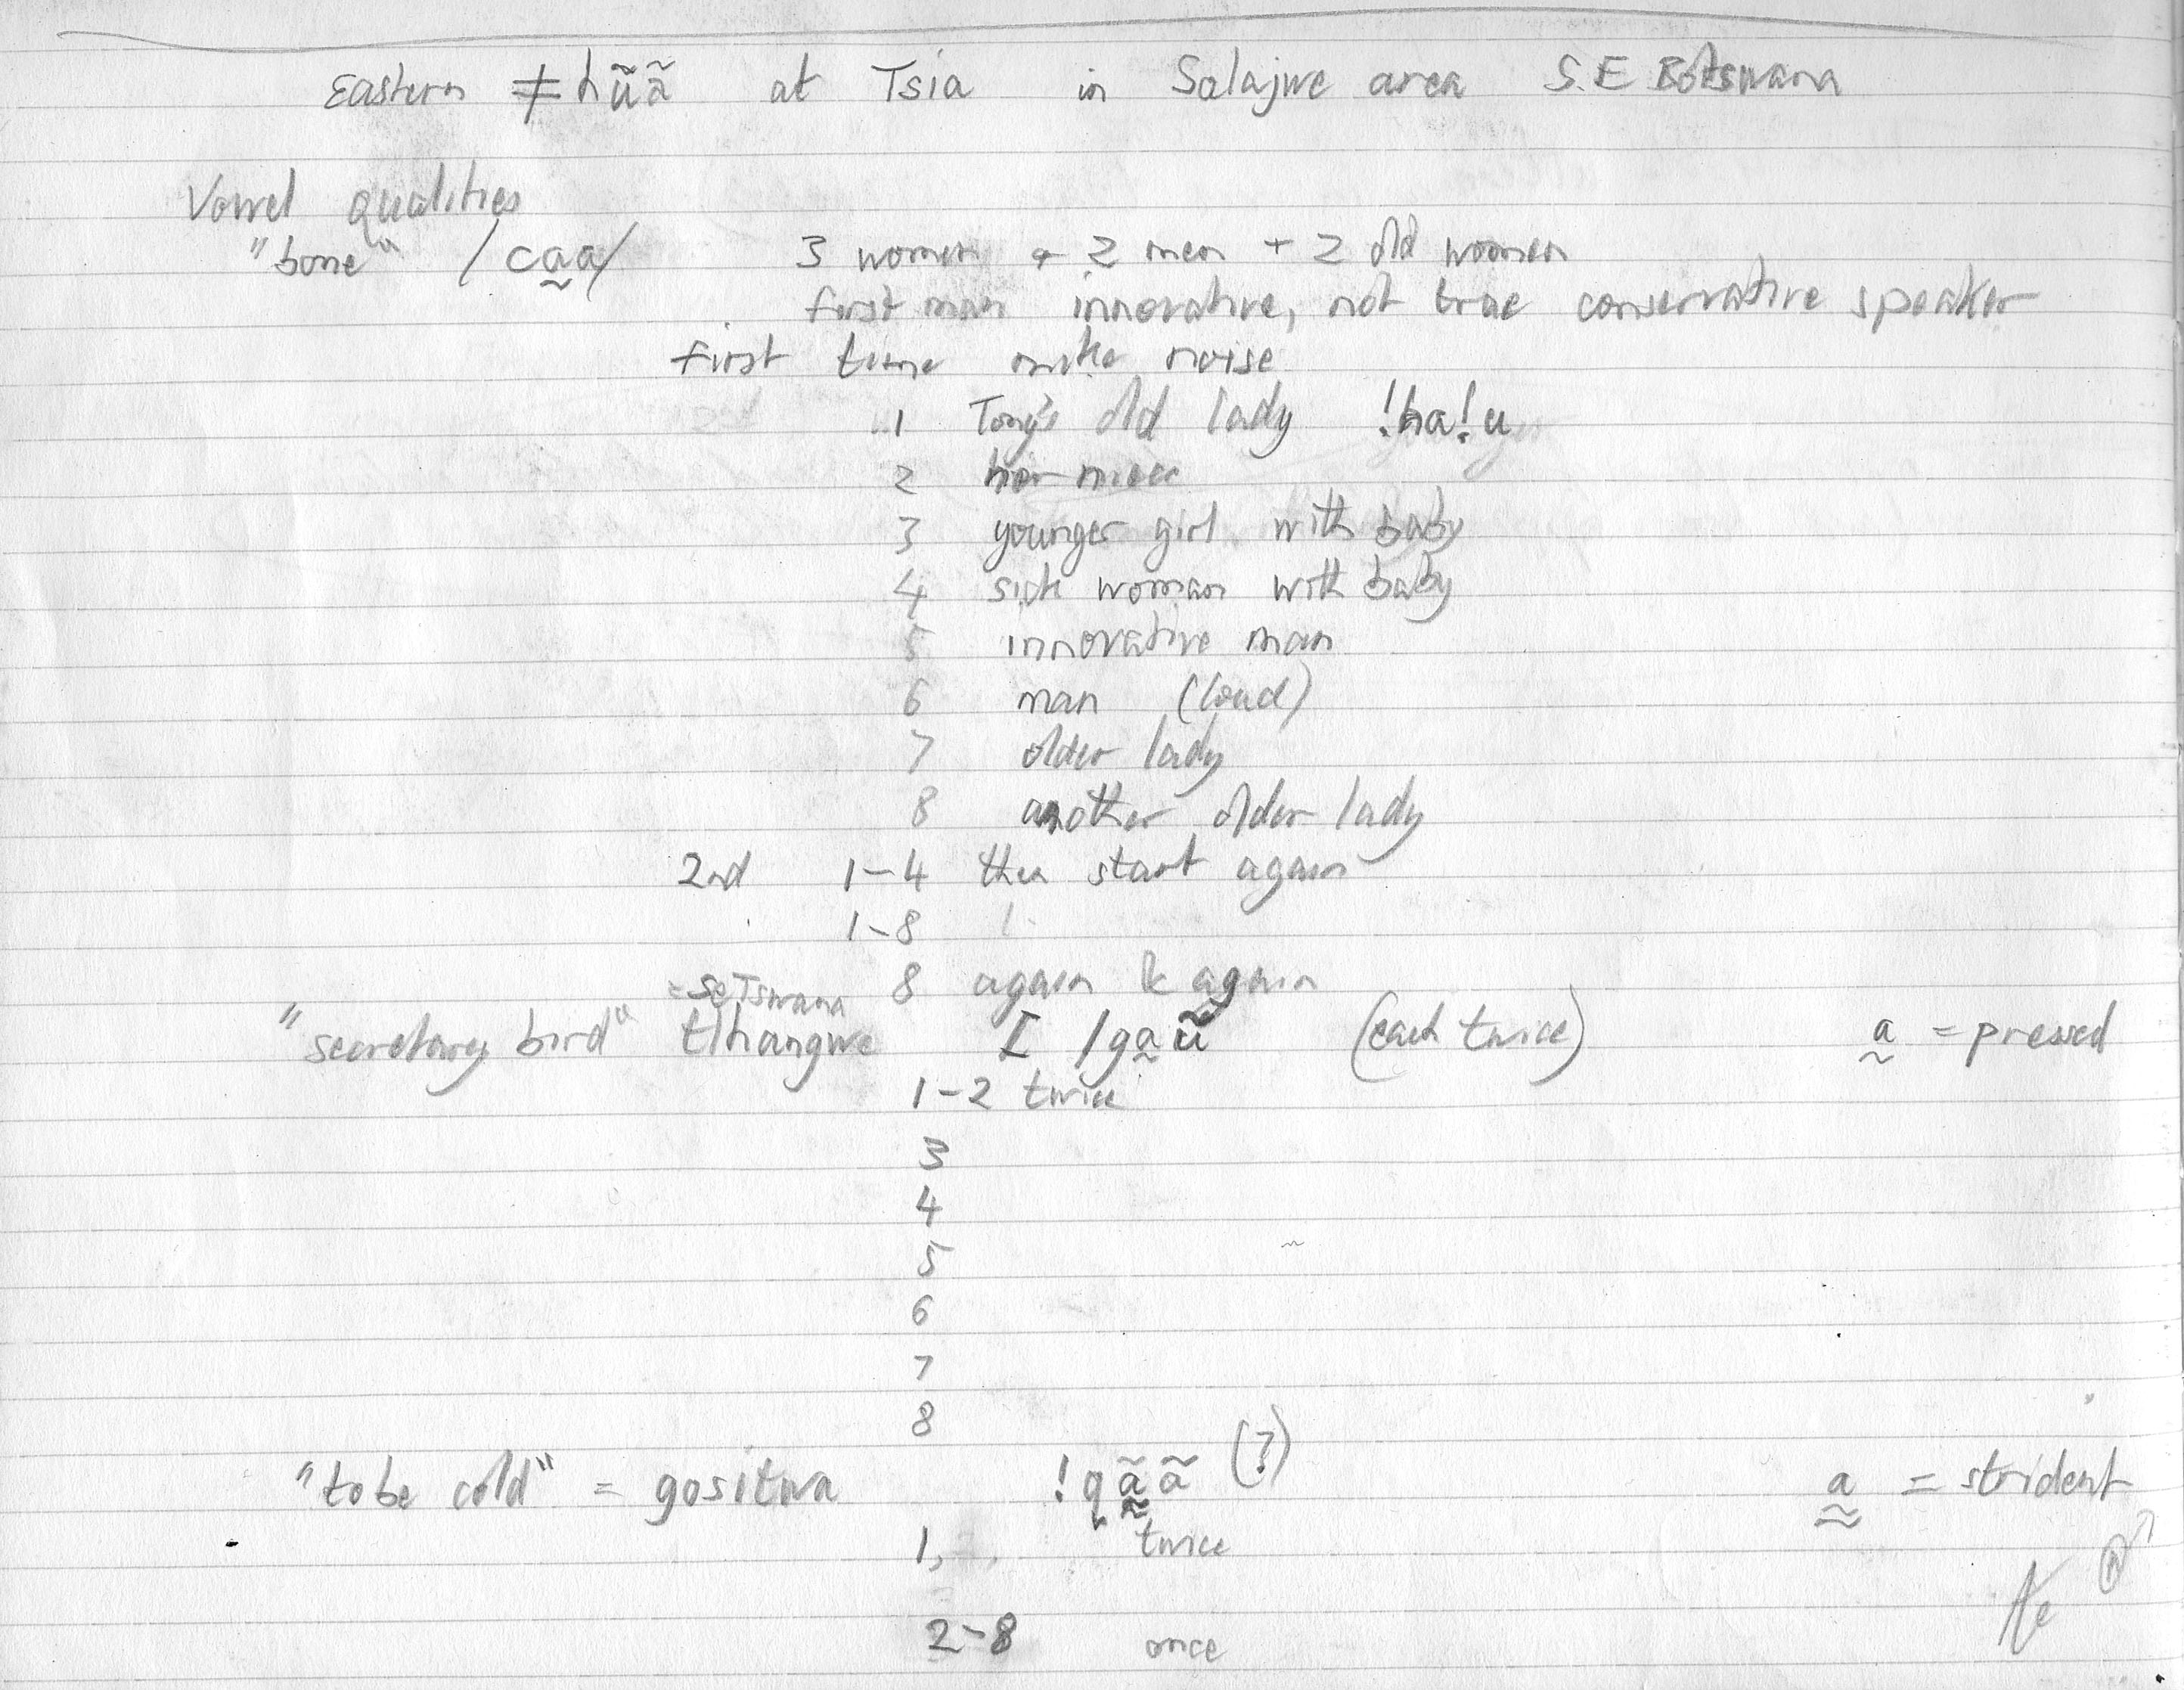 Eastern ǂhũã at Tsia in Salajwe area S.E Botswana
Vowel qualities
"bone" /ca̰a/ 3 women + 2 men + 2 old women
first man innovative, not true conservative speaker
first time mike noise
1 Tony's old lady !ha!u
2 her niece
3 younger girl with baby
4 sick woman with baby
5 innovative man
6 man (loud)
7 older lady
8 another older lady
2nd 1-4 then start again
1-8
8 again & again
= seTswana
"secretary bird" tlhangwe I /ga̰ũ (each twice) a̰ = pressed
1-2 twice
3
4
5
6
7
8
"to be cold" = gositwa !qã̰̰ã (?) a̰̰ = strident
1, twice
2-8 once